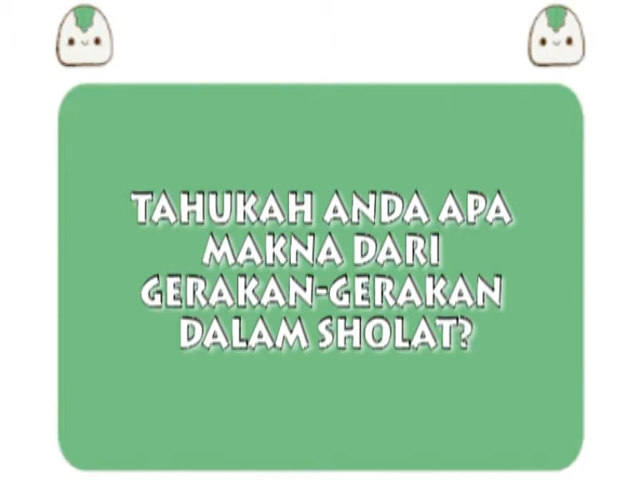 TAHUKAH ANDA APA
MAKNA DARI
GERAKAN-GERAKAN
DALAM SHOLAT?